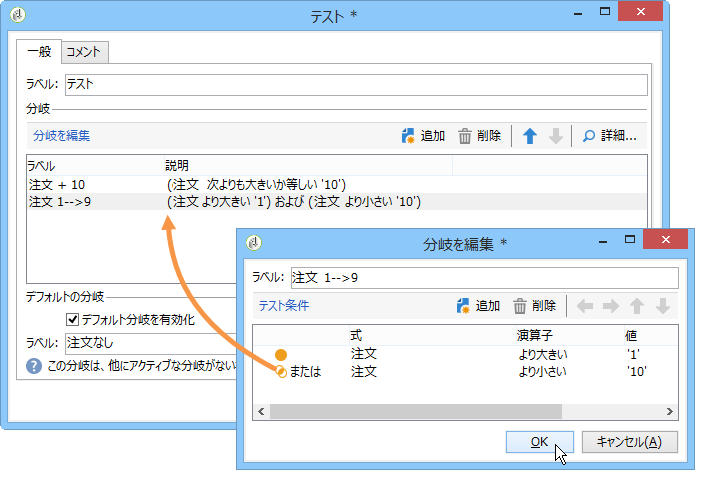 テスト *
一般 コメント
ラベル: テスト
分岐
分岐を編集 追加 削除 詳細...
ラベル 説明
注文 + 10 (注文 次よりも大きいか等しい '10')
注文 1-->9 (注文 より大きい '1') および (注文 より小さい '10')
デフォルトの分岐
デフォルト分岐を有効化
ラベル: 注文なし
? この分岐は、他にアクティブな分岐がない
分岐を編集 *
ラベル: 注文 1-->9
テスト条件 追加 削除
式 演算子 値
注文 より大きい '1'
または 注文 より小さい '10'
OK キャンセル(A)